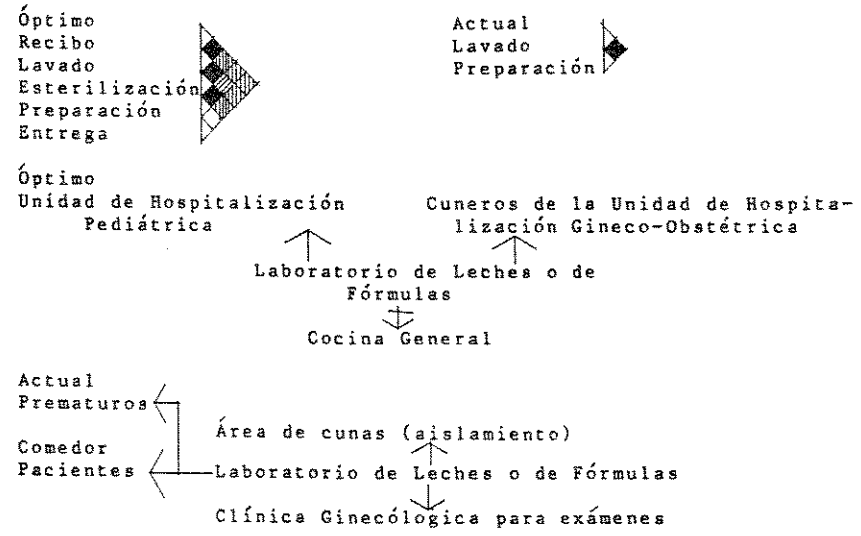 Óptimo
Recibo
Lavado
Esterilización
Preparación
Entrega
Actual
Lavado
Preparación
Óptimo
Unidad de Hospitalización
Pediátrica
Cuneros de la Unidad de Hospita-
lización Gineco-Obstétrica
Laboratorio de Leches o de
Fórmulas
Cocina General
Actual
Prematuros
Comedor
Pacientes
Área de cunas (aislamiento)
Laboratorio de Leches o de Fórmulas
Clínica Ginecólogica para exámenes